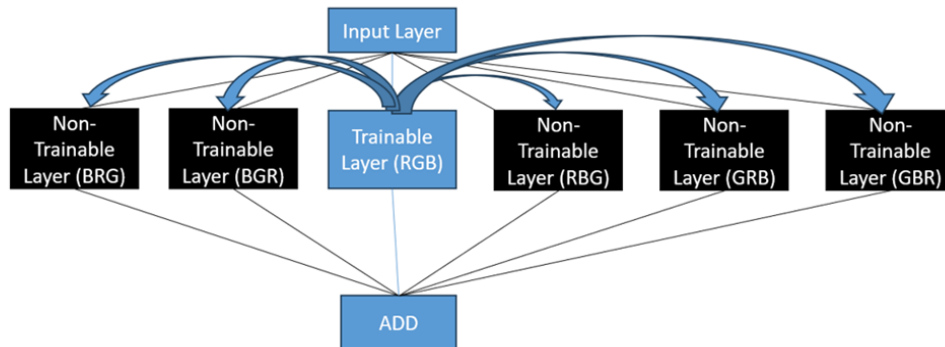 Input Layer
Non-
Trainable
Layer (BRG)
Non-
Trainable
Layer (BGR)
Trainable
Layer (RGB)
Non-
Trainable
Layer (RBG)
Non-
Trainable
Layer (GRB)
Non-
Trainable
Layer (GBR)
ADD